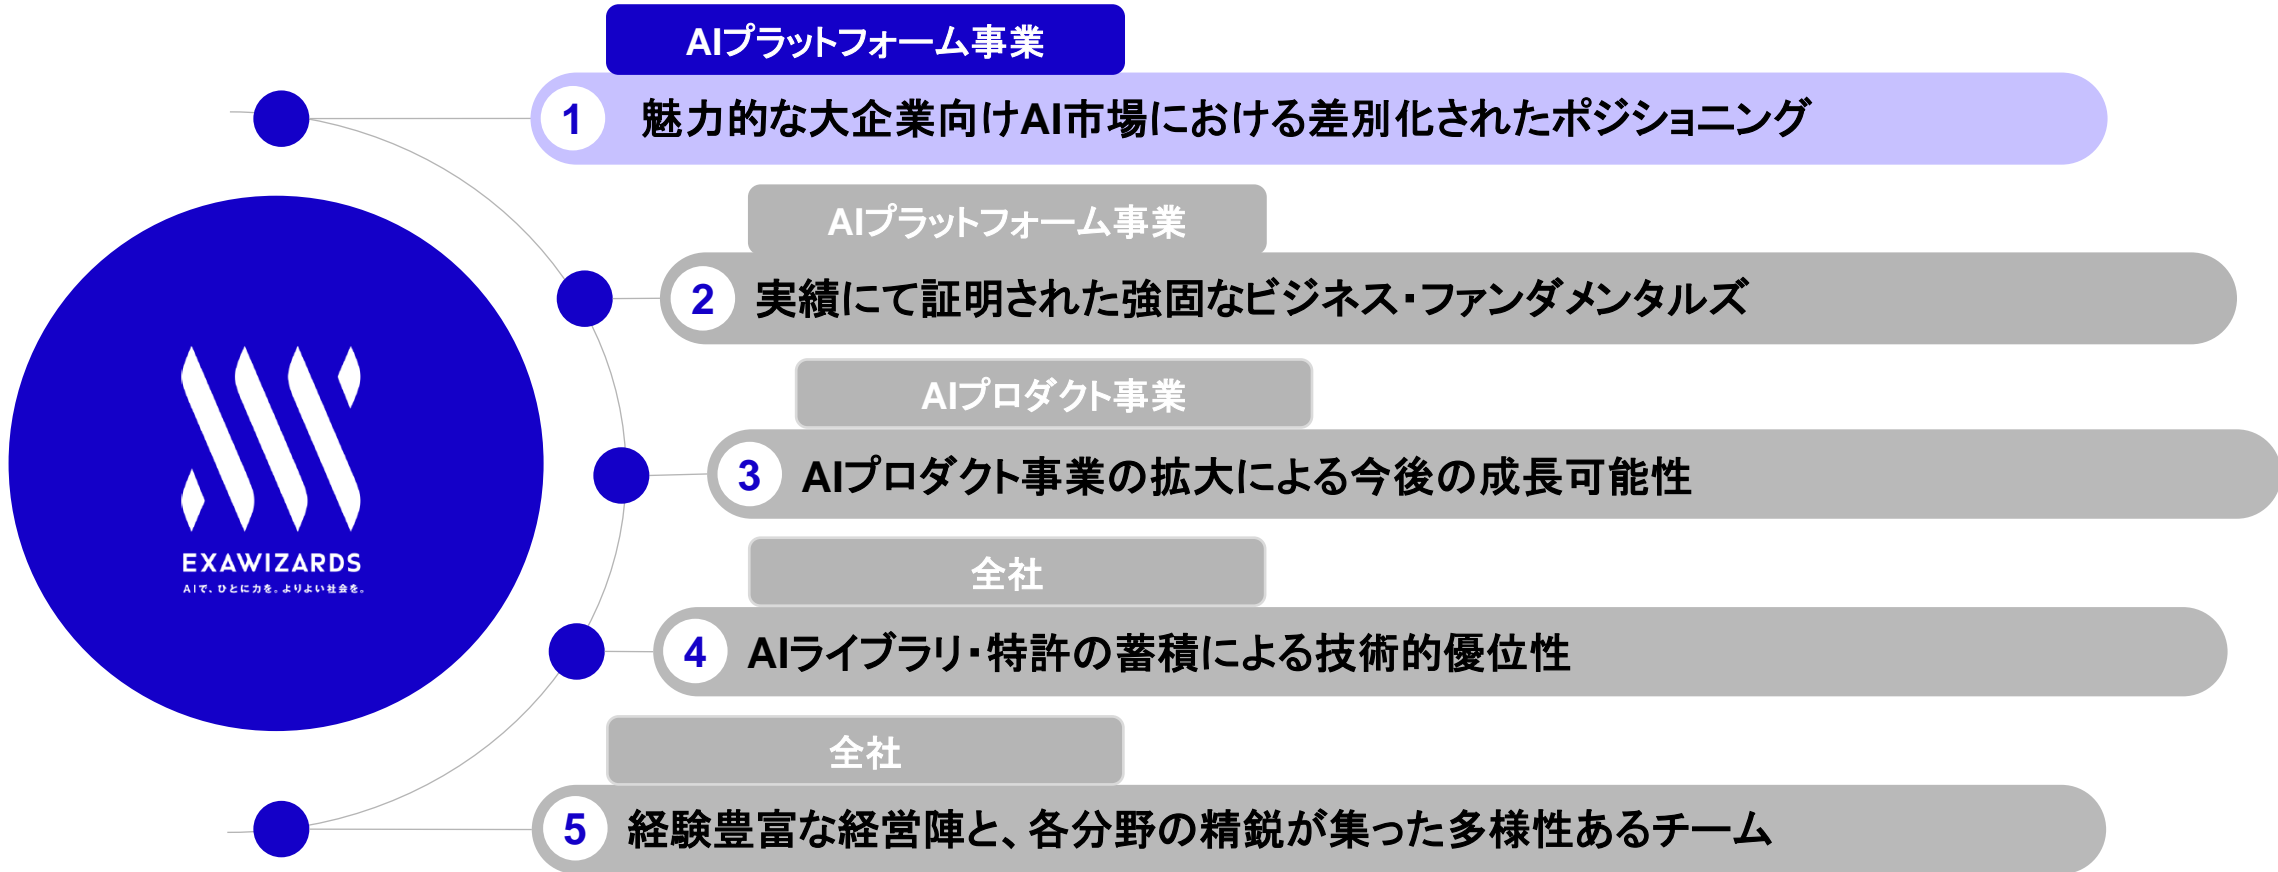 AIプラットフォーム事業
1 魅力的な大企業向けAI市場における差別化されたポジショニング
AIプラットフォーム事業
2 実績にて証明された強固なビジネス・ファンダメンタルズ
AIプロダクト事業
3 AIプロダクト事業の拡大による今後の成長可能性
全社
4 AIライブラリ・特許の蓄積による技術的優位性
全社
5 経験豊富な経営陣と、各分野の精鋭が集った多様性あるチーム
EXAWIZARDS
AIで、ひとに力を。よりよい社会を。